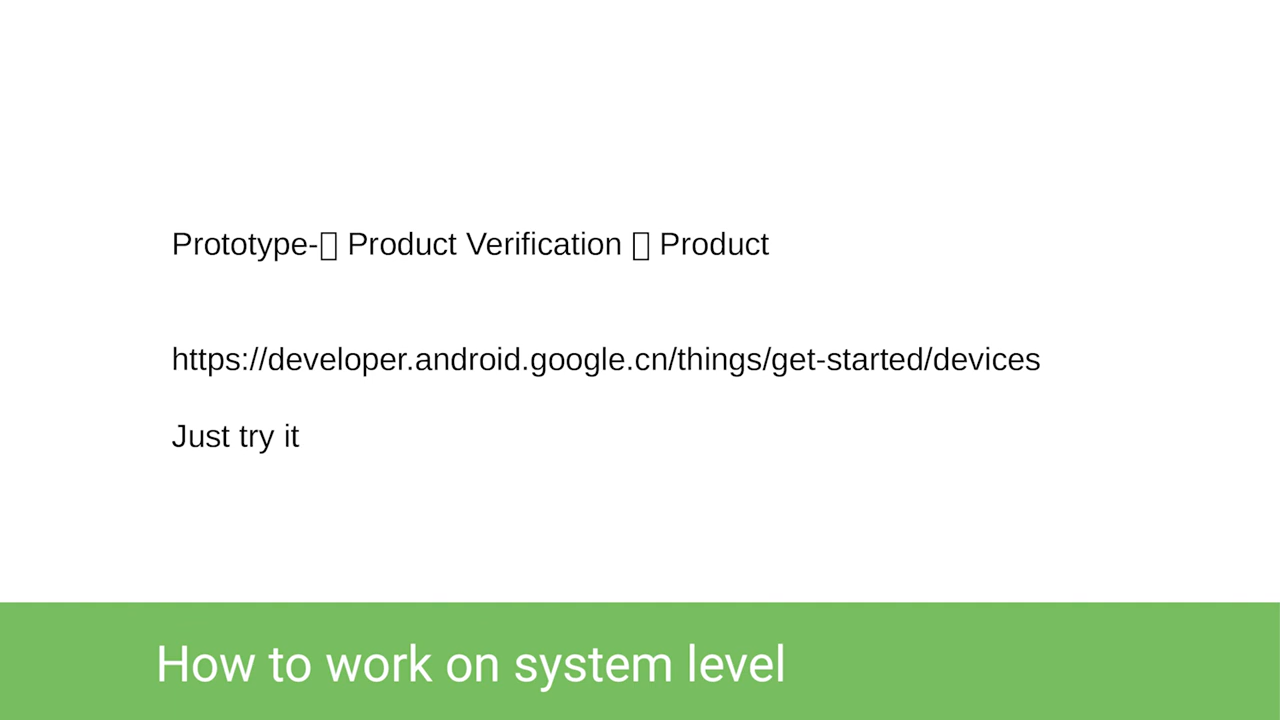 Prototype-▯ Product Verification ▯ Product
https://developer.android.google.cn/things/get-started/devices
Just try it
How to work on system level